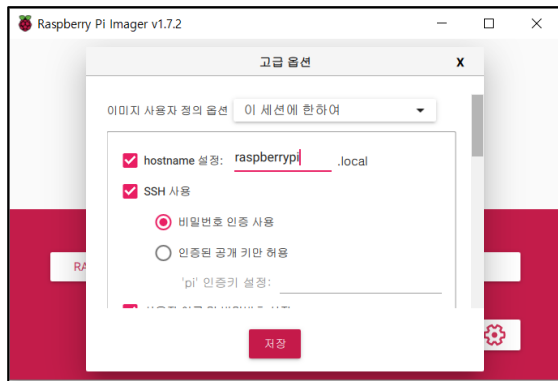 Raspberry Pi Imager v1.7.2
고급 옵션 X
이미지 사용자 정의 옵션 이 세션에 한하여
hostname 설정: raspberrypi .local
SSH 사용
비밀번호 인증 사용
인증된 공개 키만 허용
'pi' 인증키 설정:
RA
저장